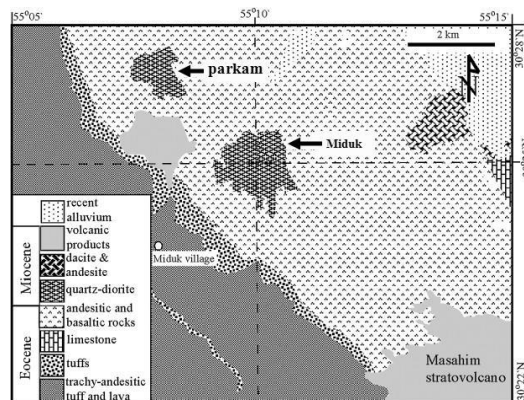 55°05'
55°10'
55°15'
2 km
30°28'N
parkam
Miduk
Miduk village
Masahim
stratovolcano
30°22'N
Miocene
Eocene
recent
alluvium
volcanic
products
dacite &
andesite
quartz-diorite
andesitic and
basaltic rocks
limestone
tuffs
trachy-andesitic
tuff and lava